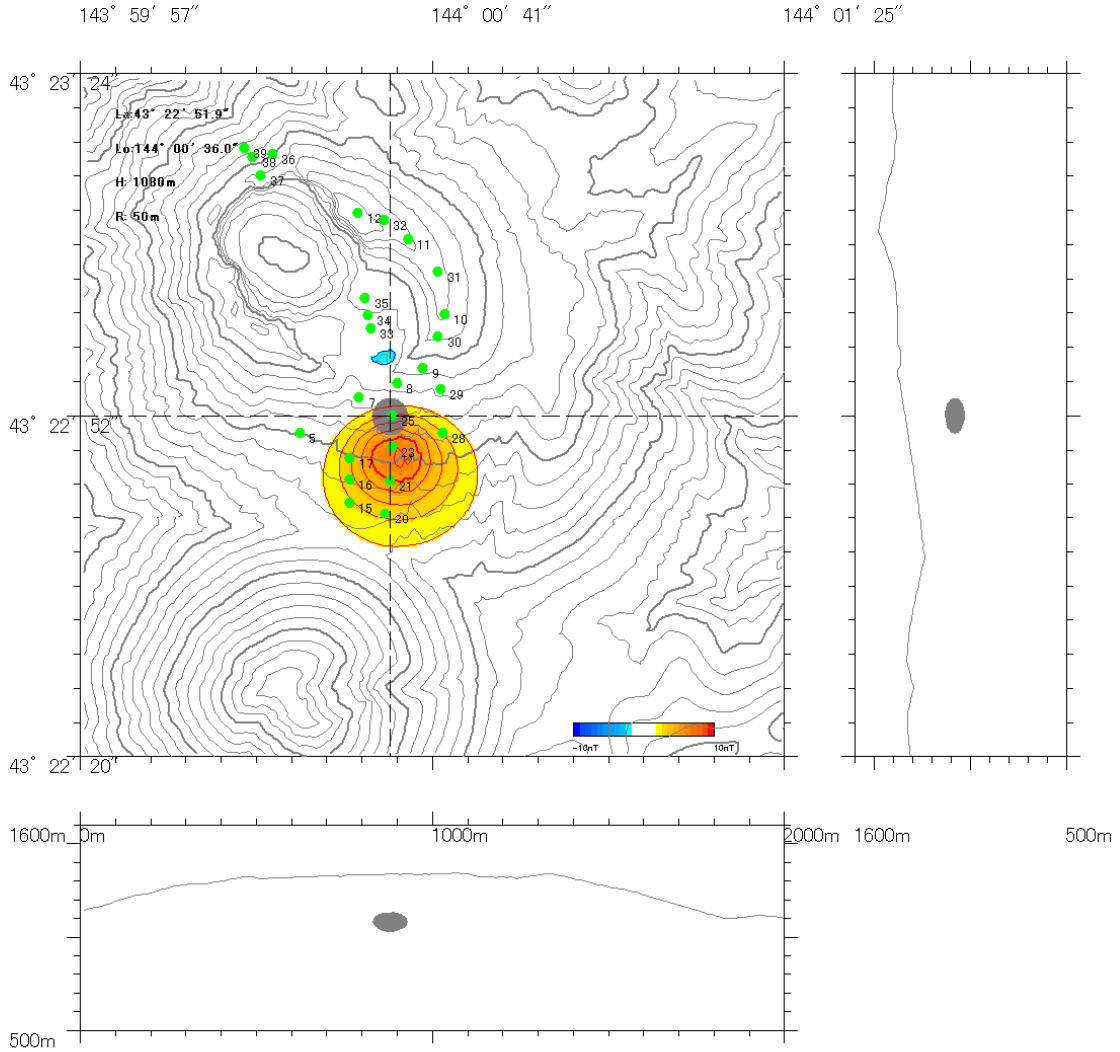 143° 59′ 57″ 144° 00′ 41″ 144° 01′ 25″
43° 23′ 24″
La:43° 22′ 51.9″
Lo:144° 00′ 36.0″
H: 1080m
R: 50m
39
38
36
37
12
32
11
31
35
10
34
33
30
9
8
29
7
43° 22′ 52″
25
5
28
23
17
21
16
15
20
-10nT 10nT
43° 22′ 20″
1600m 0m 1000m 2000m 1600m 500m
500m